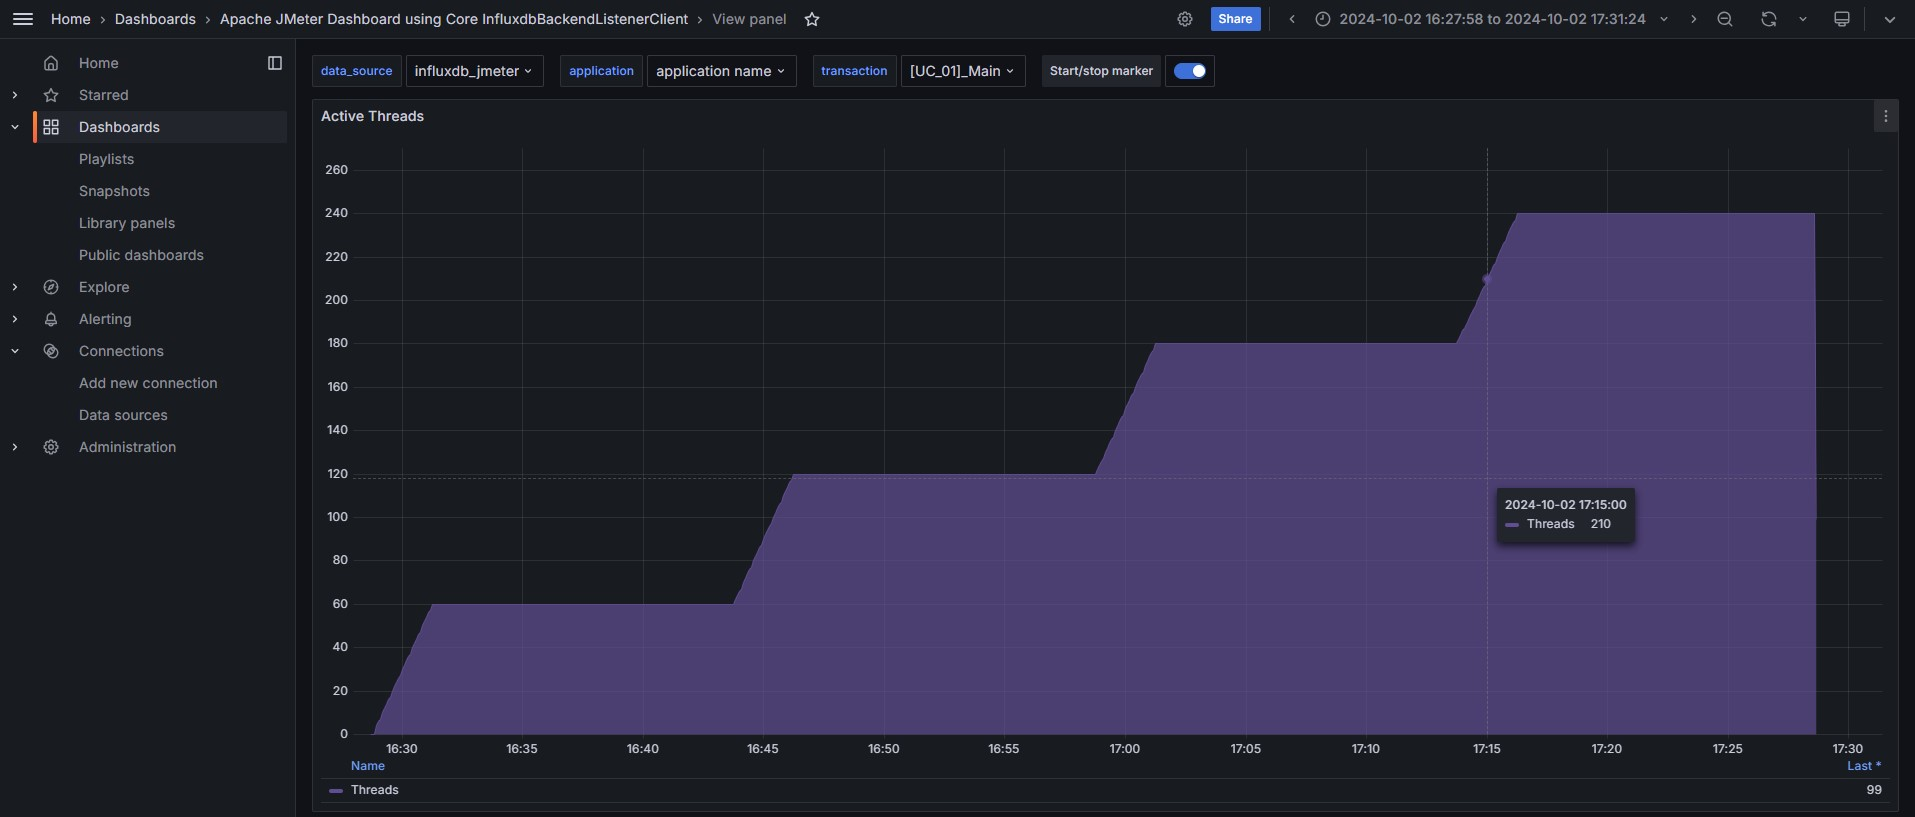 Home › Dashboards › Apache JMeter Dashboard using Core InfluxdbBackendListenerClient › View panel
Share
2024-10-02 16:27:58 to 2024-10-02 17:31:24
Home
Starred
Dashboards
Playlists
Snapshots
Library panels
Public dashboards
Explore
Alerting
Connections
Add new connection
Data sources
Administration
data_source influxdb_jmeter application application name transaction [UC_01]_Main Start/stop marker
Active Threads
260
240
220
200
180
160
140
120
100
80
60
40
20
0
2024-10-02 17:15:00
Threads 210
16:30 16:35 16:40 16:45 16:50 16:55 17:00 17:05 17:10 17:15 17:20 17:25 17:30
Name Last *
Threads 99